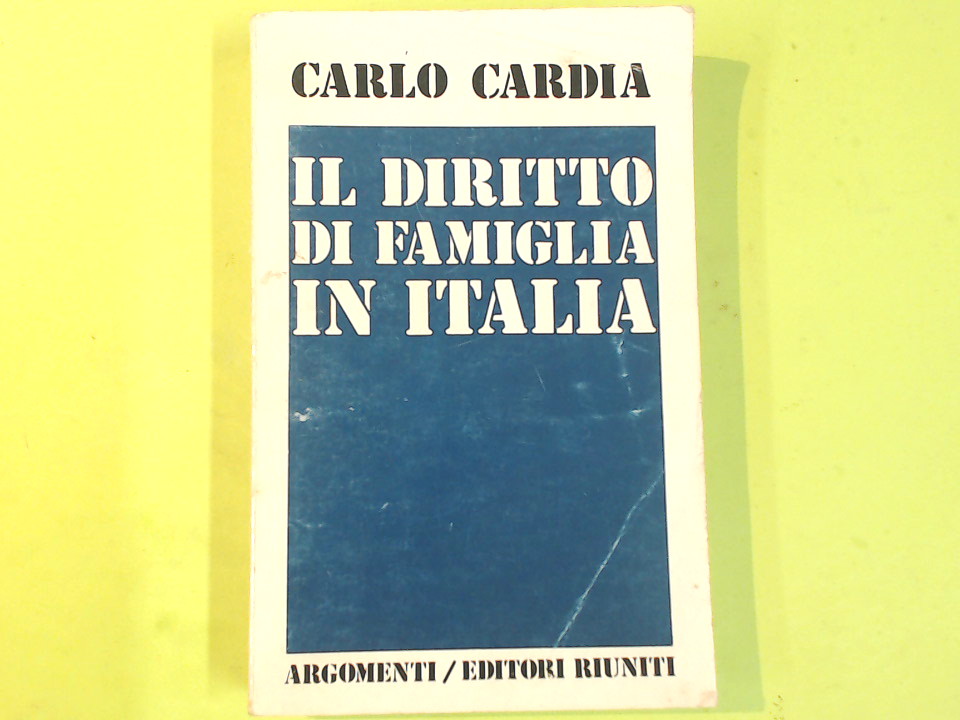 CARLO CARDIA
IL DIRITTO
DI FAMIGLIA
IN ITALIA
ARGOMENTI / EDITORI RIUNITI